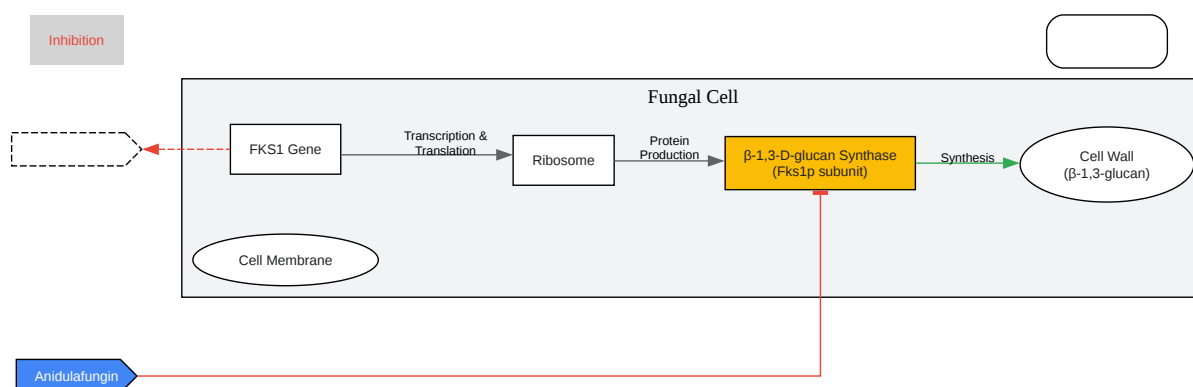 Inhibition
Fungal Cell
FKS1 Gene
Transcription &
Translation
Ribosome
Protein
Production
β-1,3-D-glucan Synthase
(Fks1p subunit)
Synthesis
Cell Wall
(β-1,3-glucan)
Cell Membrane
Anidulafungin